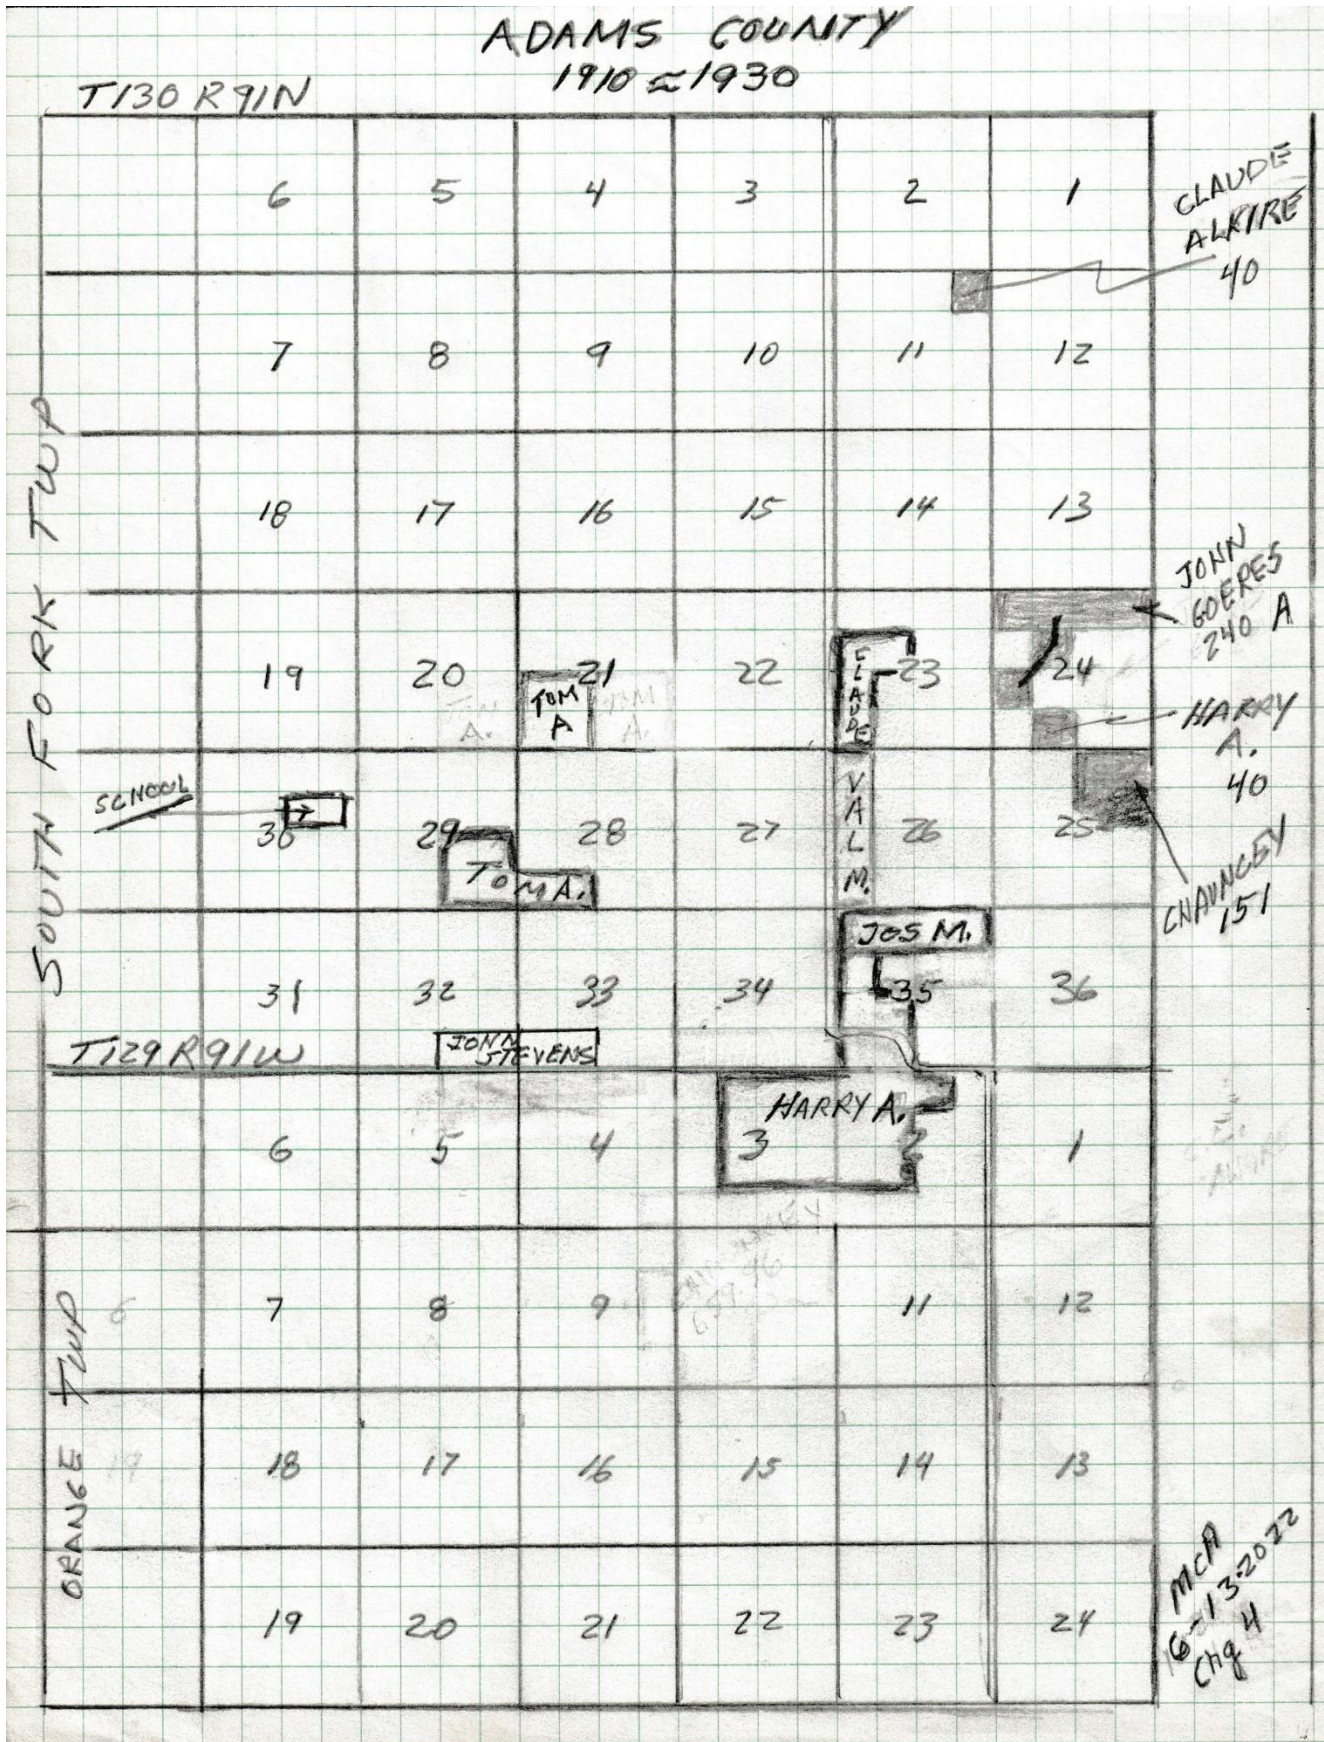 ADAMS COUNTY
1910 ≈ 1930
T130 R 91N
6 5 4 3 2 1
CLAUDE
ALKIRE
40
7 8 9 10 11 12
SOUTH FORK TWP
18 17 16 15 14 13
JOHN
GOERES
240 A
19 20 21 22 23 24
TOM
A.
TOM
A
TOM
A.
CLAUDE
HARRY
A.
40
SCHOOL
30 29 28 27 26 25
TOM A.
VAL M.
CHAUNCEY
151
JOS M.
31 32 33 34 35 36
JOHN
STEVENS
T129 R 91W
HARRY A.
6 5 4 3 2 1
6 7 8 9 11 12
ORANGE TWP
18 17 16 15 14 13
19 20 21 22 23 24
MCA
6-13-2022
Chg 4